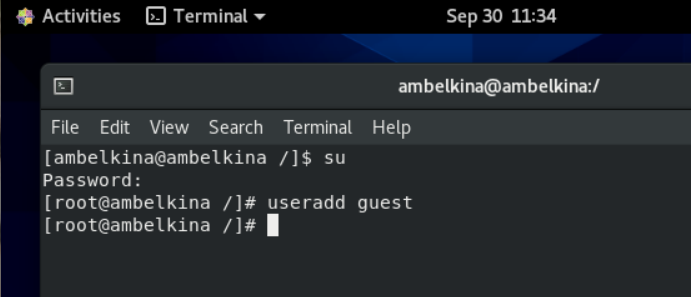 Activities Terminal Sep 30 11:34
ambelkina@ambelkina:/
File Edit View Search Terminal Help
[ambelkina@ambelkina /]$ su
Password:
[root@ambelkina /]# useradd guest
[root@ambelkina /]#